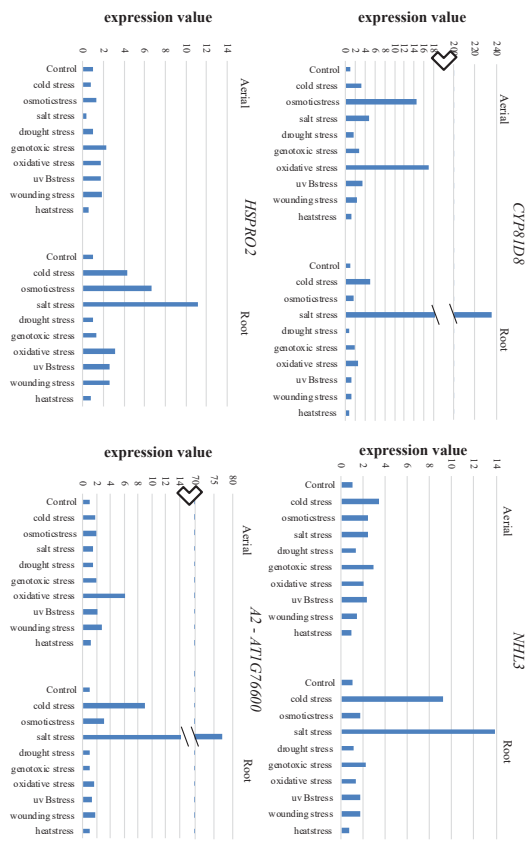 expression value
0 2 4 6 8 10 12 14
Aerial
Control
cold stress
osmoticstress
salt stress
drought stress
genotoxic stress
oxidative stress
uv Bstress
wounding stress
heatstress
HSPRO2
Root
Control
cold stress
osmoticstress
salt stress
drought stress
genotoxic stress
oxidative stress
uv Bstress
wounding stress
heatstress
expression value
0 2 4 6 8 10 12 14 16 18 20 220 240
Aerial
Control
cold stress
osmoticstress
salt stress
drought stress
genotoxic stress
oxidative stress
uv Bstress
wounding stress
heatstress
CYP81D8
Root
Control
cold stress
osmoticstress
salt stress
drought stress
genotoxic stress
oxidative stress
uv Bstress
wounding stress
heatstress
expression value
0 2 4 6 8 10 12 14 70 75 80
Aerial
Control
cold stress
osmoticstress
salt stress
drought stress
genotoxic stress
oxidative stress
uv Bstress
wounding stress
heatstress
A2 - AT1G76600
Root
Control
cold stress
osmoticstress
salt stress
drought stress
genotoxic stress
oxidative stress
uv Bstress
wounding stress
heatstress
expression value
0 2 4 6 8 10 12 14
Aerial
Control
cold stress
osmoticstress
salt stress
drought stress
genotoxic stress
oxidative stress
uv Bstress
wounding stress
heatstress
NHL3
Root
Control
cold stress
osmoticstress
salt stress
drought stress
genotoxic stress
oxidative stress
uv Bstress
wounding stress
heatstress